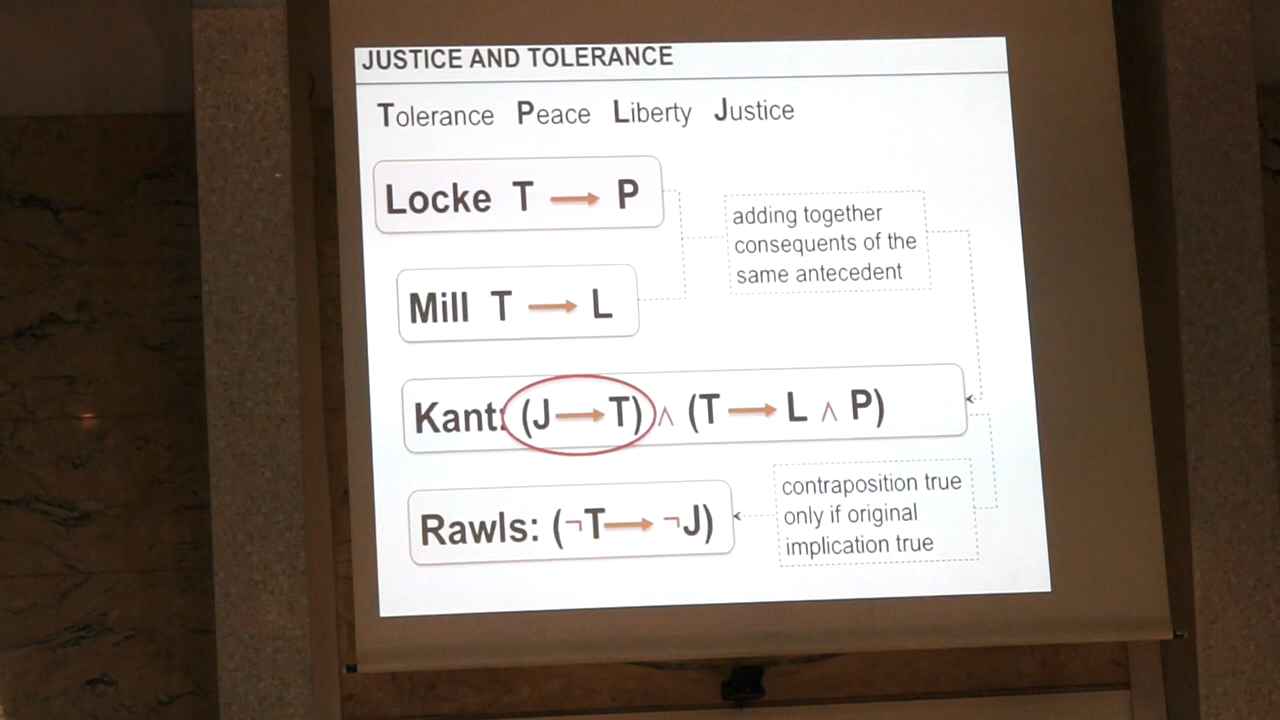 JUSTICE AND TOLERANCE
Tolerance Peace Liberty Justice
Locke T → P
adding together
consequents of the
same antecedent
Mill T → L
Kant: (J → T) ∧ (T → L ∧ P)
contraposition true
only if original
implication true
Rawls: (¬T → ¬J)